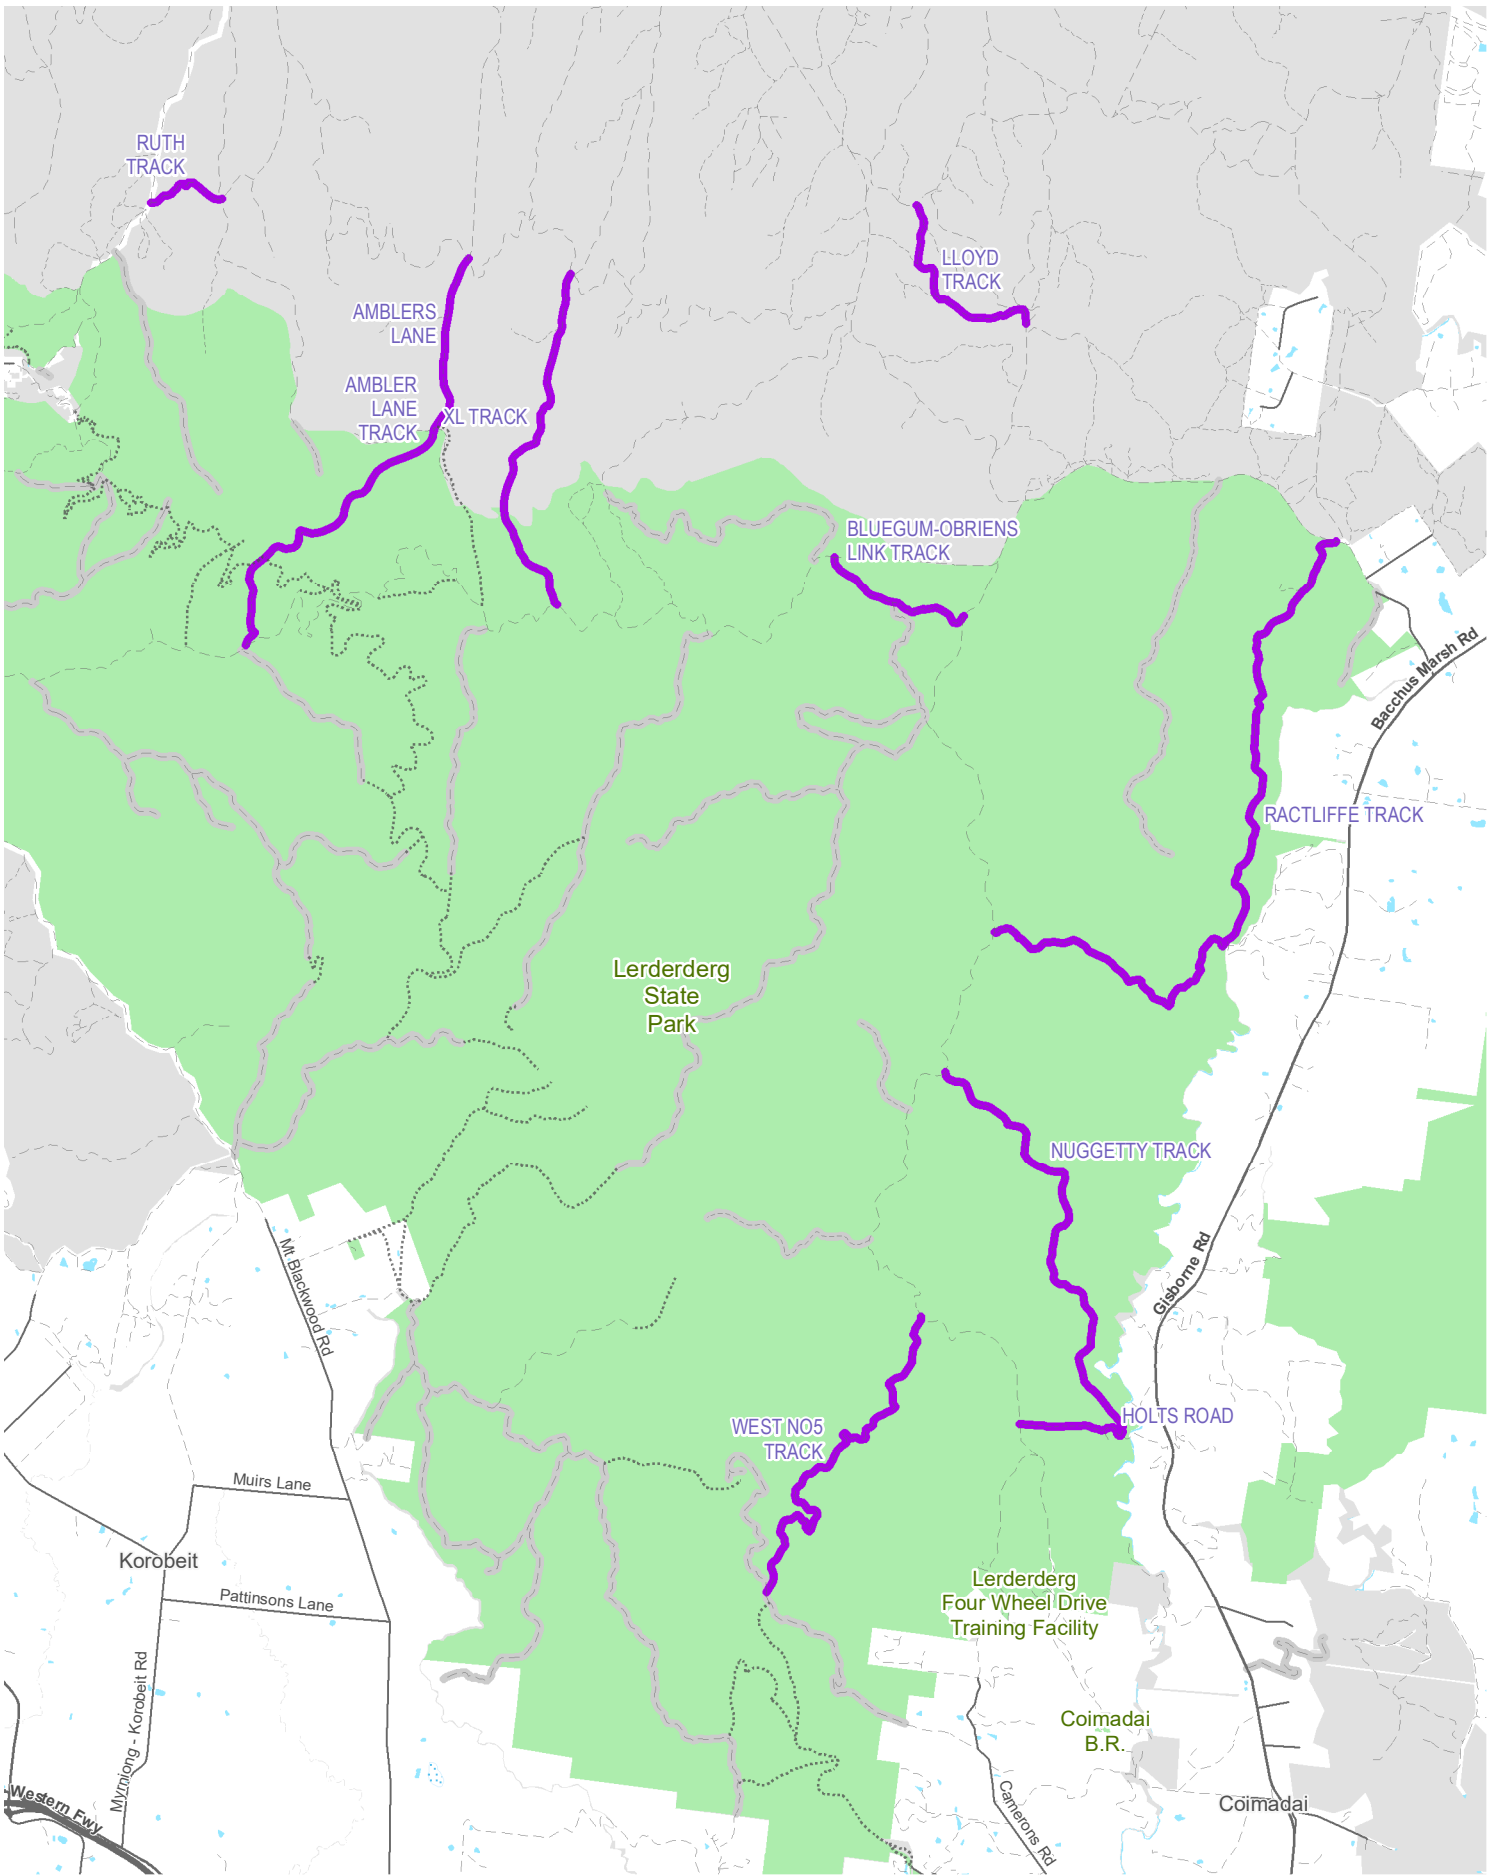 RUTH
TRACK
LLOYD
TRACK
AMBLERS
LANE
AMBLER
LANE
TRACK
XL TRACK
BLUEGUM-OBRIENS
LINK TRACK
Bacchus Marsh Rd
RACTLIFFE TRACK
Lerderderg
State
Park
NUGGETTY TRACK
Gisborne Rd
Mt Blackwood Rd
HOLTS ROAD
WEST NO5
TRACK
Muirs Lane
Korobeit
Pattinsons Lane
Lerderderg
Four Wheel Drive
Training Facility
Myrniong - Korobeit Rd
Coimadai
B.R.
Western Fwy
Camerons Rd
Coimadai